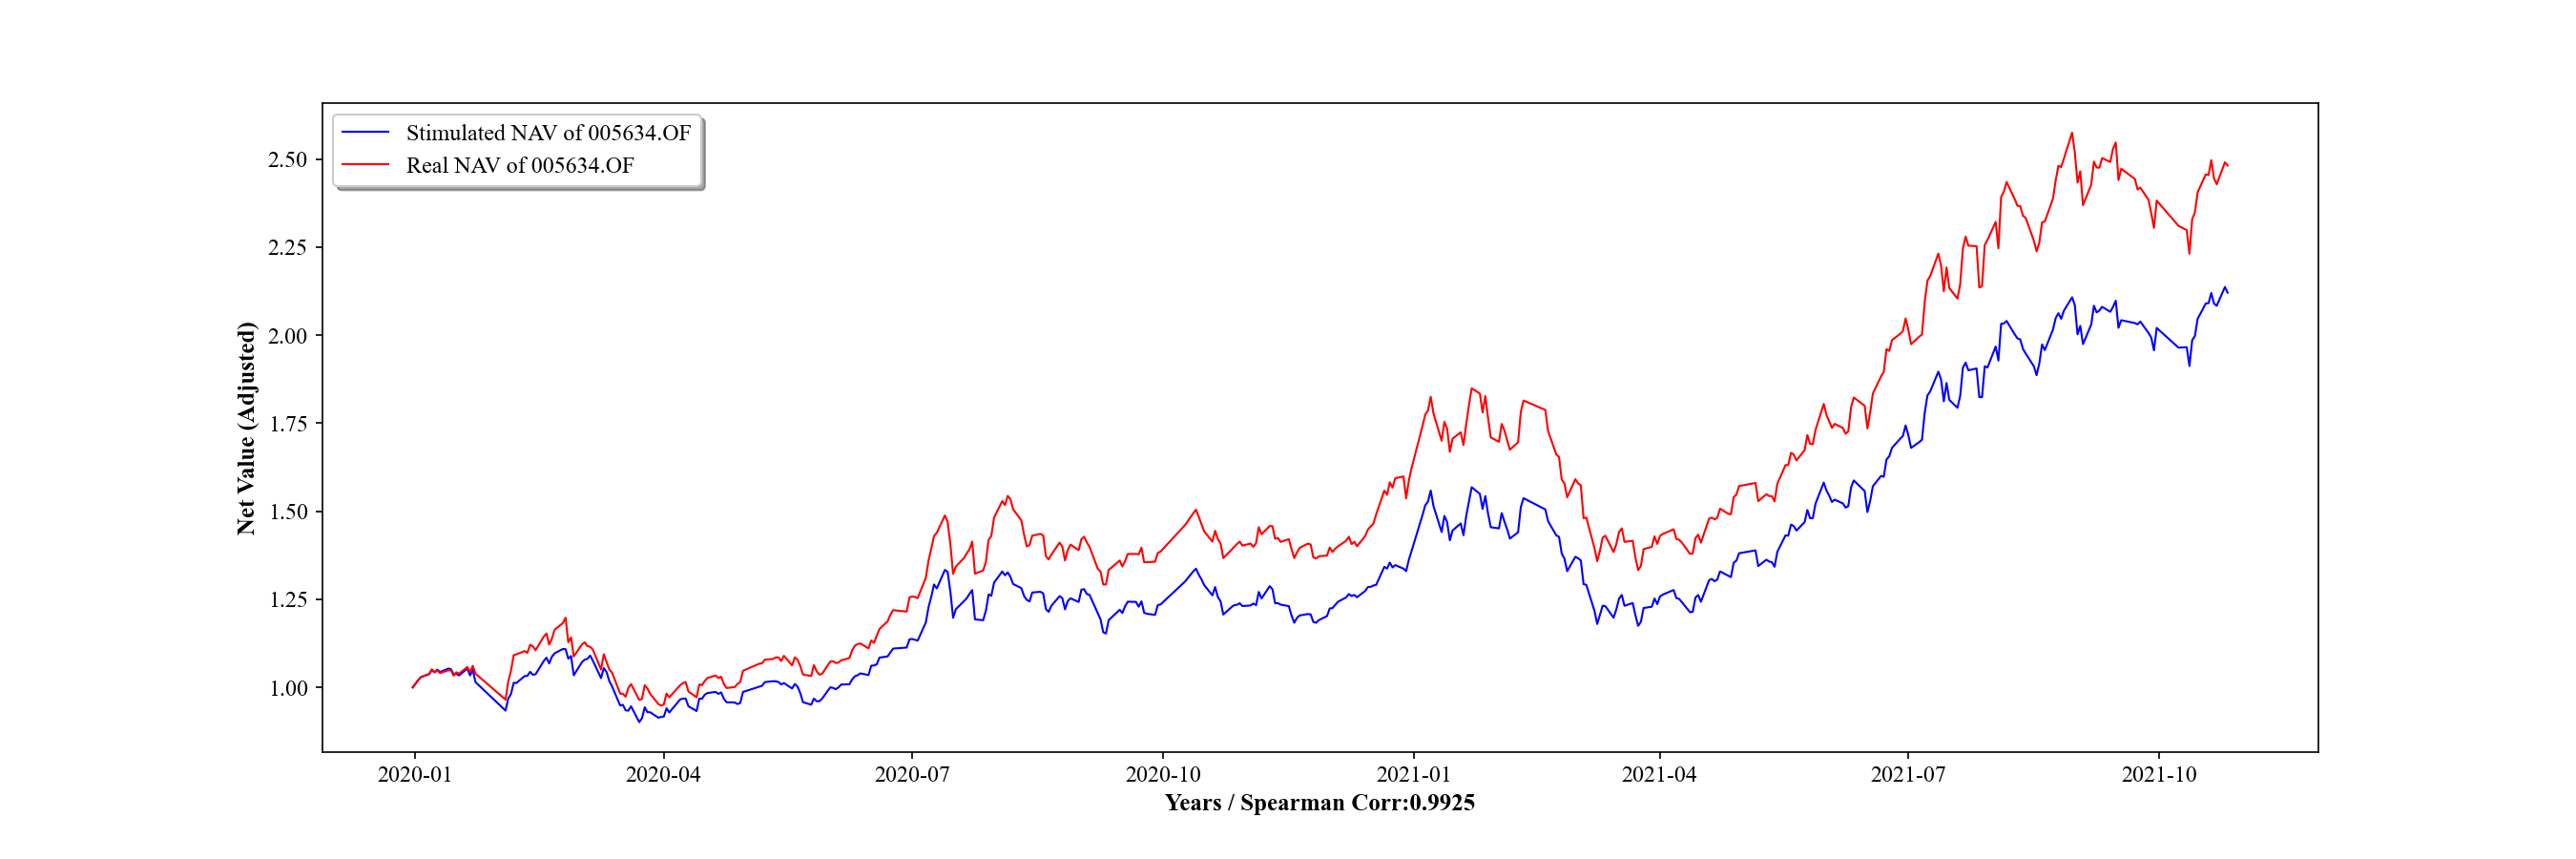 Stimulated NAV of 005634.OF
Real NAV of 005634.OF
Net Value (Adjusted)
2.50
2.25
2.00
1.75
1.50
1.25
1.00
2020-01 2020-04 2020-07 2020-10 2021-01 2021-04 2021-07 2021-10
Years / Spearman Corr:0.9925